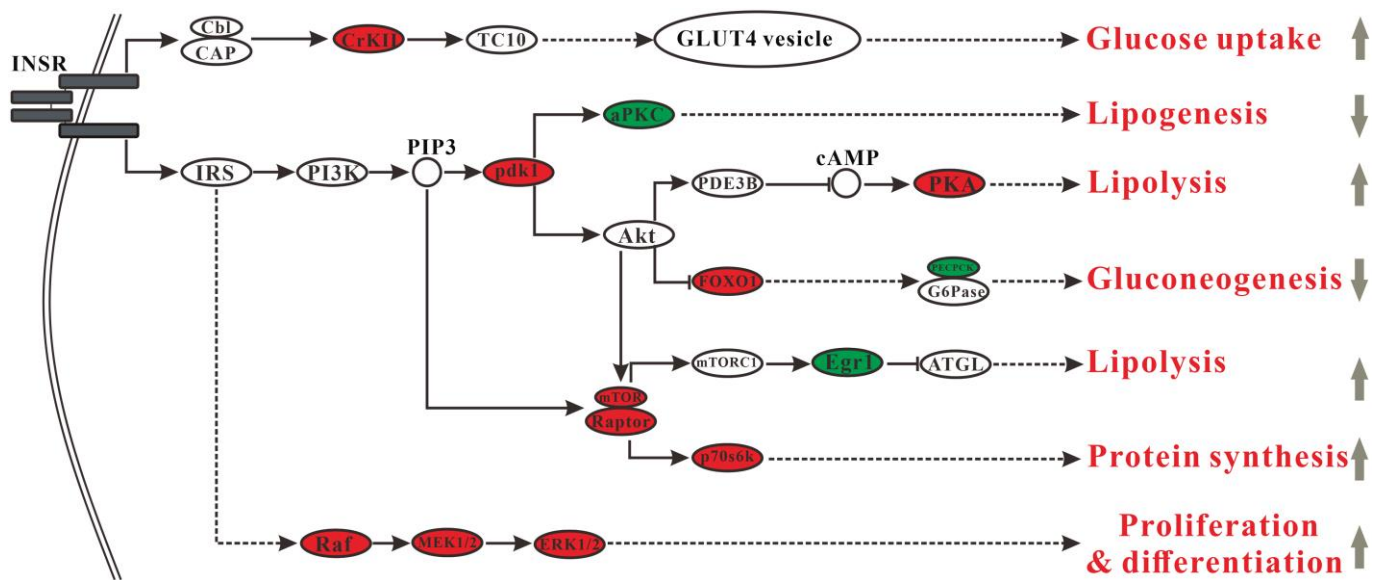 Cbl
CAP
CrKII
TC10
GLUT4 vesicle
Glucose uptake
INSR
aPKC
Lipogenesis
IRS
PI3K
PIP3
pdk1
cAMP
PDE3B
PKA
Lipolysis
Akt
FOXO1
PECPCK
G6Pase
Gluconeogenesis
mTORC1
Egr1
ATGL
Lipolysis
mTOR
Raptor
p70s6k
Protein synthesis
Raf
MEK1/2
ERK1/2
Proliferation
& differentiation